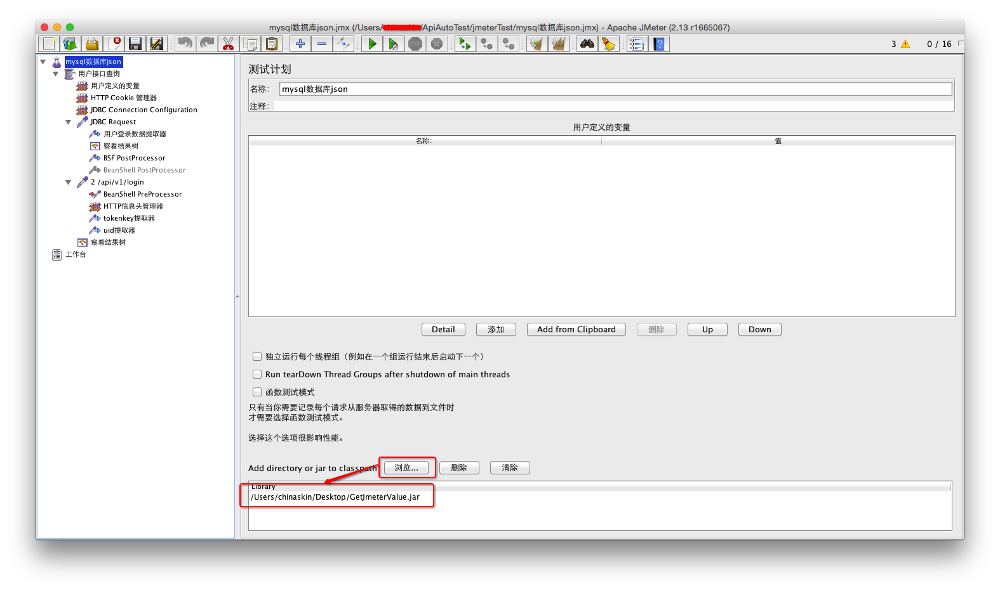 mysql数据库json.jmx (/Users/chinaskin/ApiAutoTest/jmeterTest/mysql数据库json.jmx) - Apache JMeter (2.13 r1665067)
3 0 / 16
mysql数据库json
用户接口查询
用户定义的变量
HTTP Cookie 管理器
JDBC Connection Configuration
JDBC Request
用户登录数据提取器
察看结果树
BSF PostProcessor
BeanShell PostProcessor
2 /api/v1/login
BeanShell PreProcessor
HTTP信息头管理器
tokenkey提取器
uid提取器
察看结果树
工作台
测试计划
名称： mysql数据库json
注释：
用户定义的变量
名称: 值
Detail 添加 Add from Clipboard 删除 Up Down
独立运行每个线程组（例如在一个组运行结束后启动下一个）
Run tearDown Thread Groups after shutdown of main threads
函数测试模式
只有当你需要记录每个请求从服务器取得的数据到文件时
才需要选择函数测试模式。
选择这个选项很影响性能。
Add directory or jar to classpath 浏览... 删除 清除
Library
/Users/chinaskin/Desktop/GetJmeterValue.jar